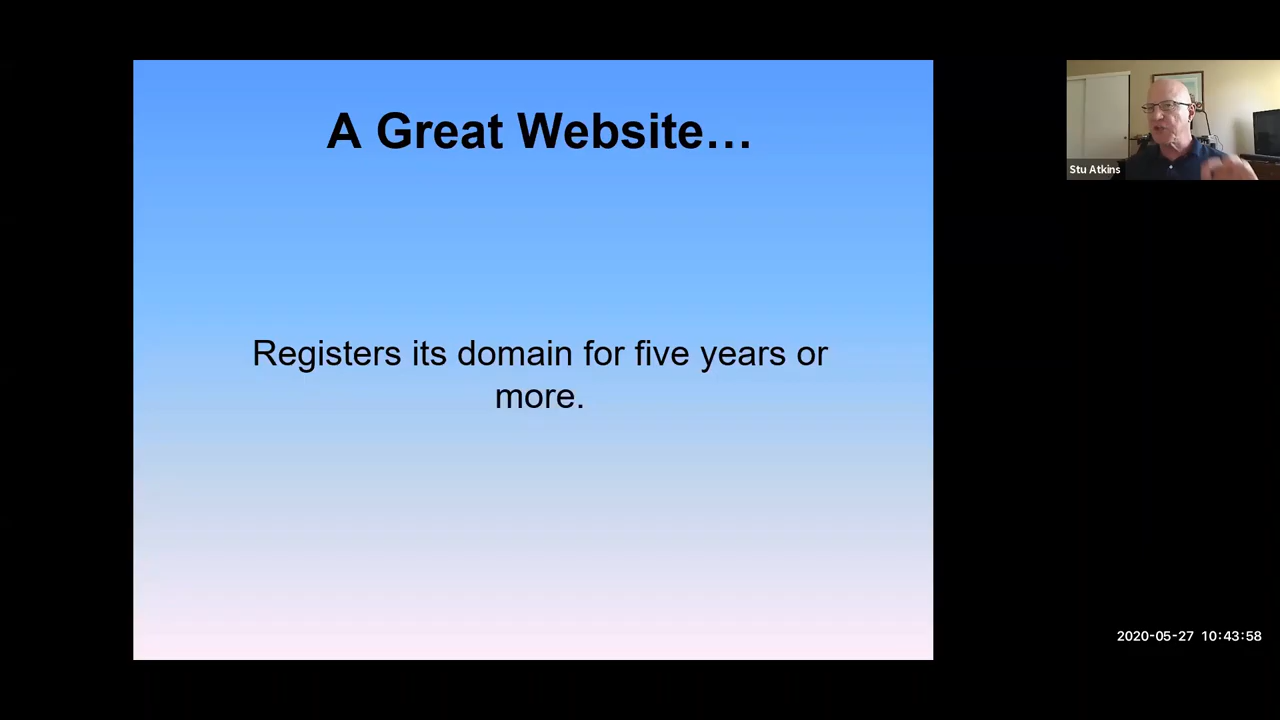 A Great Website…
Registers its domain for five years or
more.
Stu Atkins
2020-05-27 10:43:58